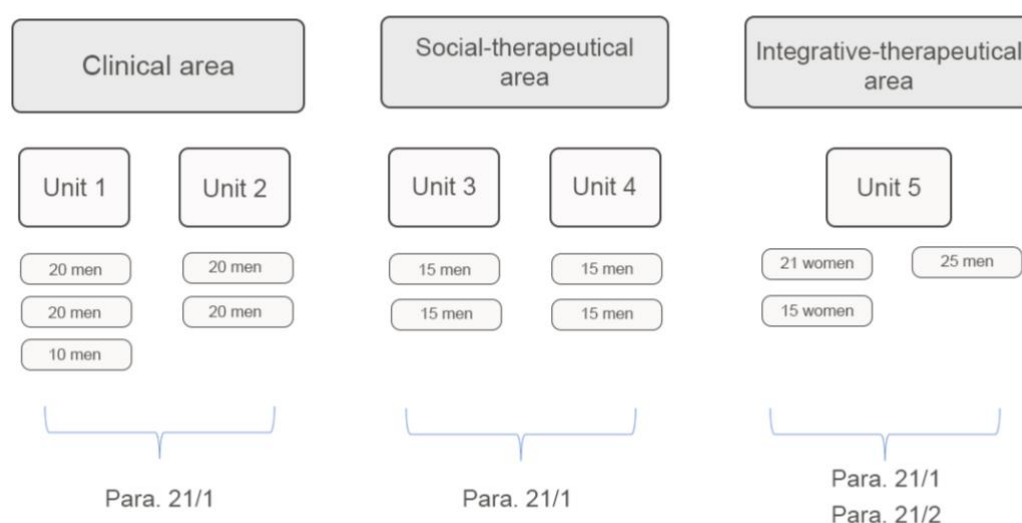 Clinical area
Social-therapeutical
area
Integrative-therapeutical
area
Unit 1
Unit 2
Unit 3
Unit 4
Unit 5
20 men
20 men
15 men
15 men
21 women
25 men
20 men
20 men
15 men
15 men
15 women
10 men
Para. 21/1
Para. 21/1
Para. 21/1
Para. 21/2